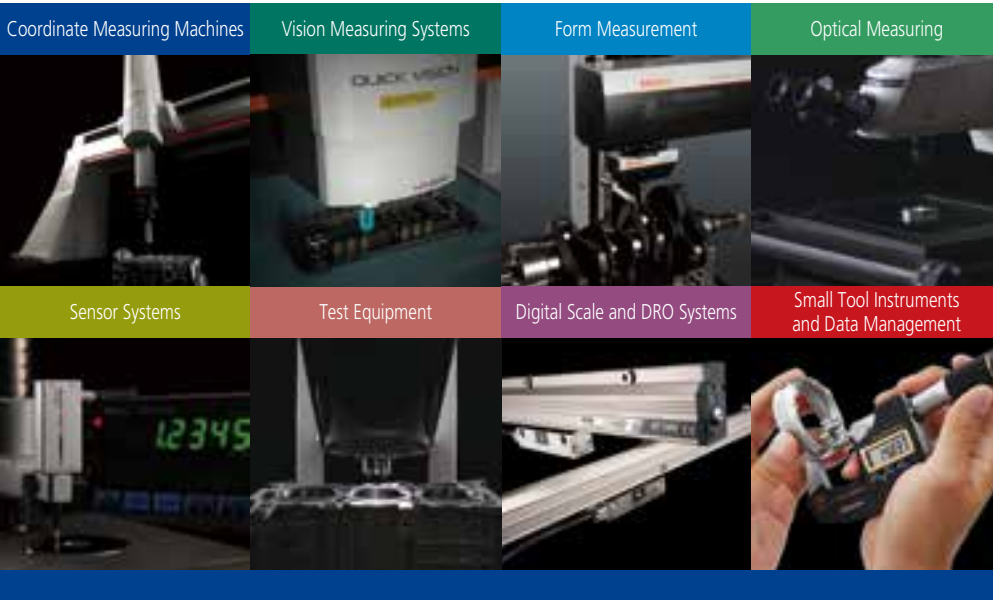 Coordinate Measuring Machines
Vision Measuring Systems
Form Measurement
Optical Measuring
QUICK VISION
Sensor Systems
Test Equipment
Digital Scale and DRO Systems
Small Tool Instruments
and Data Management
12345